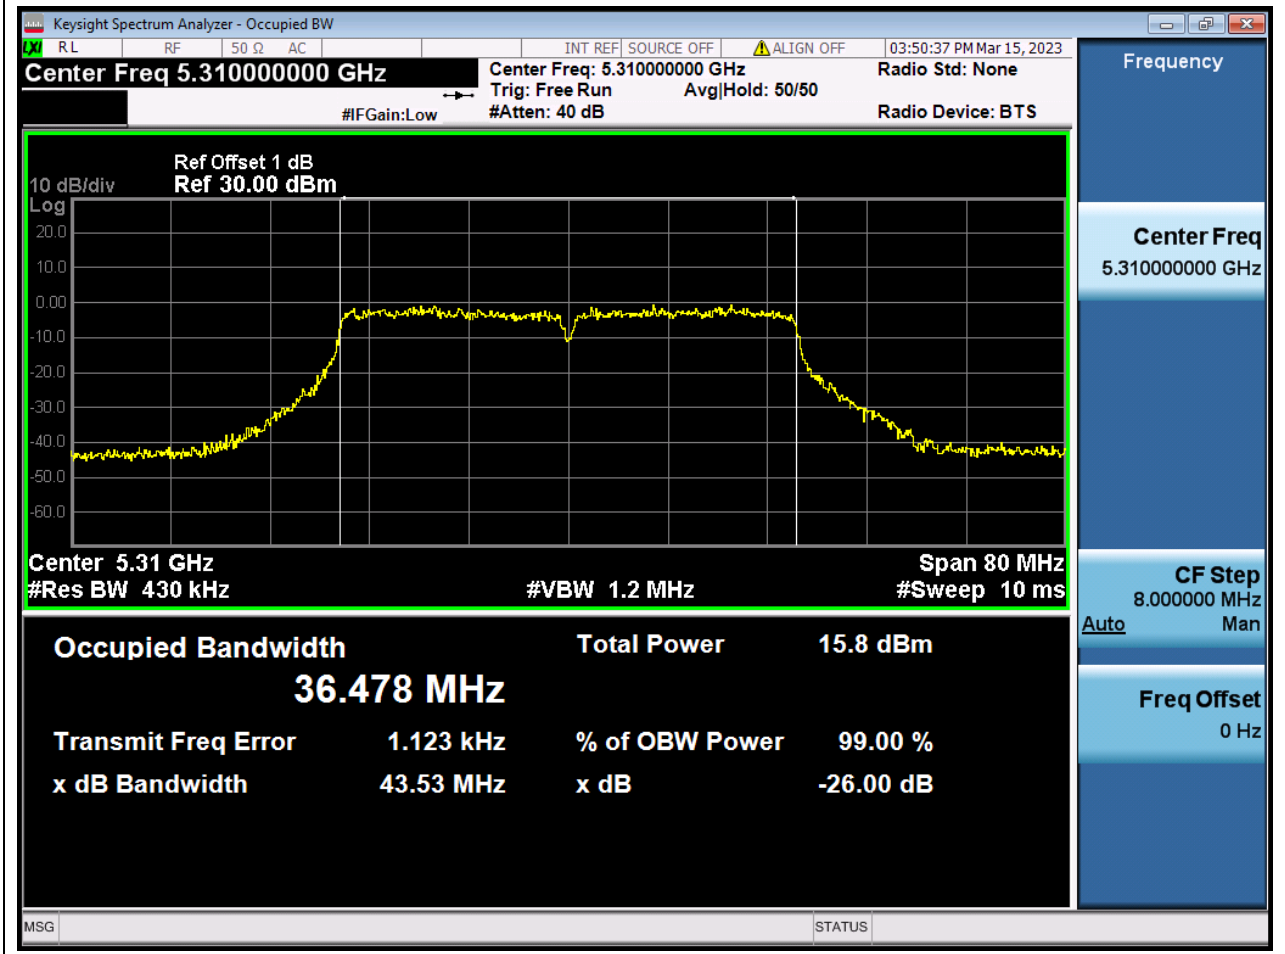 Keysight Spectrum Analyzer - Occupied BW
LXI RL RF 50 Ω AC INT REF SOURCE OFF ALIGN OFF 03:50:37 PM Mar 15, 2023
Center Freq 5.310000000 GHz
Center Freq: 5.310000000 GHz Radio Std: None
Trig: Free Run Avg|Hold: 50/50
#IFGain:Low #Atten: 40 dB Radio Device: BTS
Ref Offset 1 dB
10 dB/div Ref 30.00 dBm
Log
20.0
10.0
0.00
-10.0
-20.0
-30.0
-40.0
-50.0
-60.0
Center 5.31 GHz Span 80 MHz
#Res BW 430 kHz #VBW 1.2 MHz #Sweep 10 ms
Occupied Bandwidth Total Power 15.8 dBm
36.478 MHz
Transmit Freq Error 1.123 kHz % of OBW Power 99.00 %
x dB Bandwidth 43.53 MHz x dB -26.00 dB
MSG STATUS
Frequency
Center Freq
5.310000000 GHz
CF Step
8.000000 MHz
Auto Man
Freq Offset
0 Hz